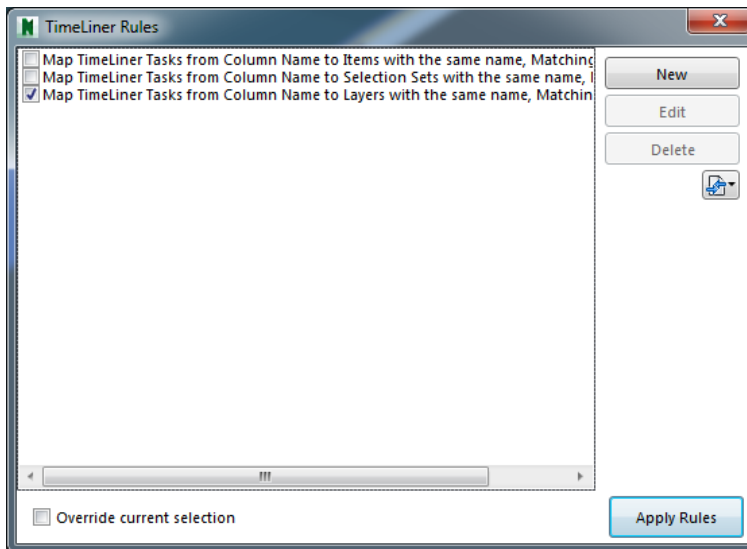 TimeLiner Rules
Map TimeLiner Tasks from Column Name to Items with the same name, Matching
Map TimeLiner Tasks from Column Name to Selection Sets with the same name,
Map TimeLiner Tasks from Column Name to Layers with the same name, Matchin
New
Edit
Delete
Override current selection
Apply Rules